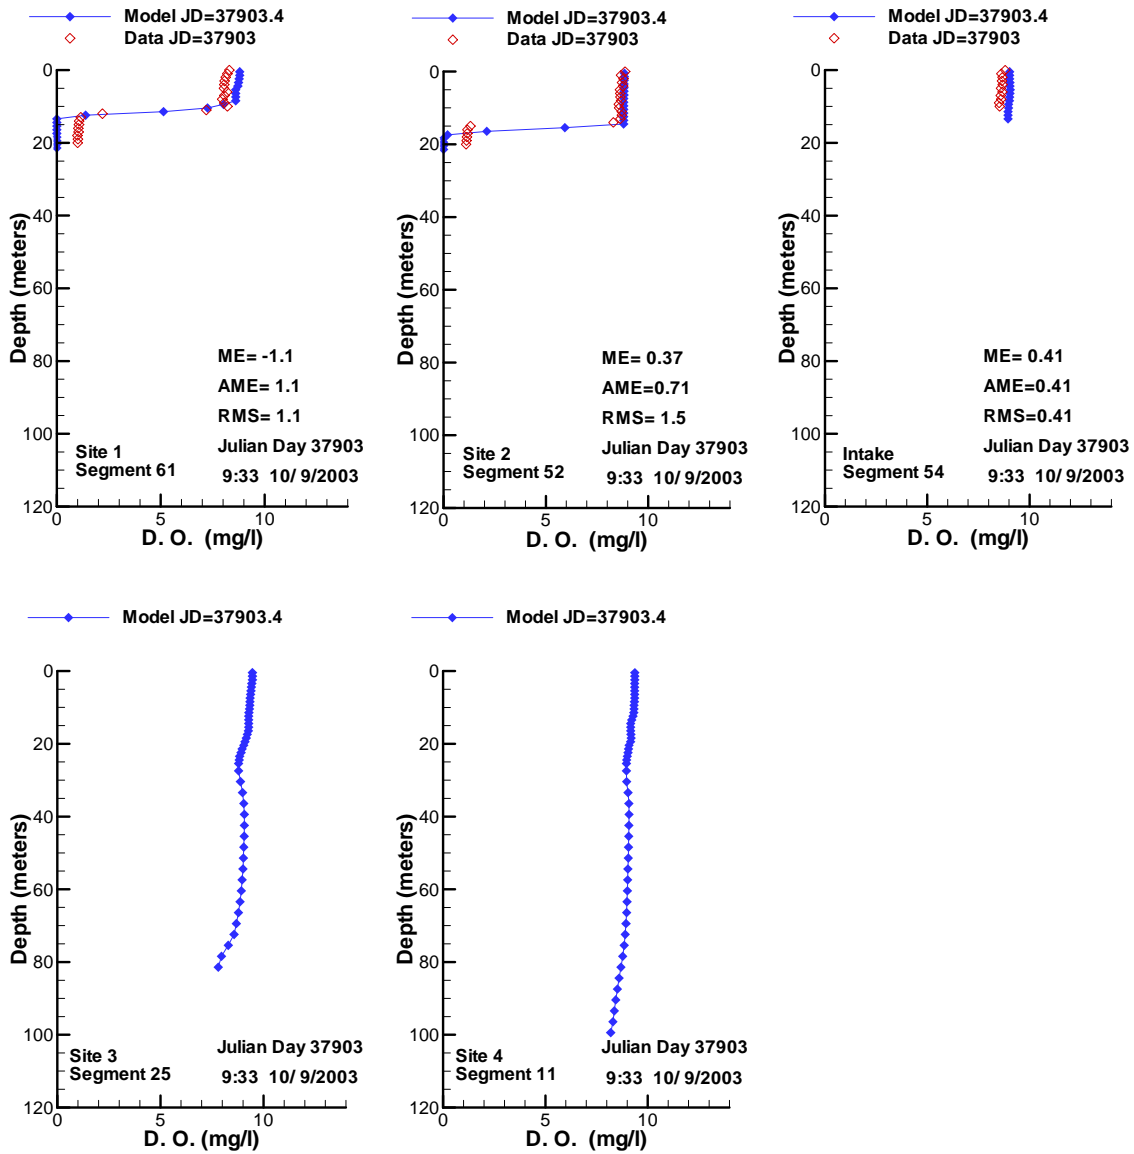 Model JD=37903.4
Data JD=37903
0
20
40
60
80
100
120
Depth (meters)
ME= -1.1
AME= 1.1
RMS= 1.1
Julian Day 37903
9:33 10/ 9/2003
Site 1
Segment 61
0 5 10
D. O. (mg/l)
Model JD=37903.4
Data JD=37903
0
20
40
60
80
100
120
Depth (meters)
ME= 0.37
AME= 0.71
RMS= 1.5
Julian Day 37903
9:33 10/ 9/2003
Site 2
Segment 52
0 5 10
D. O. (mg/l)
Model JD=37903.4
Data JD=37903
0
20
40
60
80
100
120
Depth (meters)
ME= 0.41
AME= 0.41
RMS= 0.41
Julian Day 37903
9:33 10/ 9/2003
Intake
Segment 54
0 5 10
D. O. (mg/l)
Model JD=37903.4
0
20
40
60
80
100
120
Depth (meters)
Julian Day 37903
9:33 10/ 9/2003
Site 3
Segment 25
0 5 10
D. O. (mg/l)
Model JD=37903.4
0
20
40
60
80
100
120
Depth (meters)
Julian Day 37903
9:33 10/ 9/2003
Site 4
Segment 11
0 5 10
D. O. (mg/l)